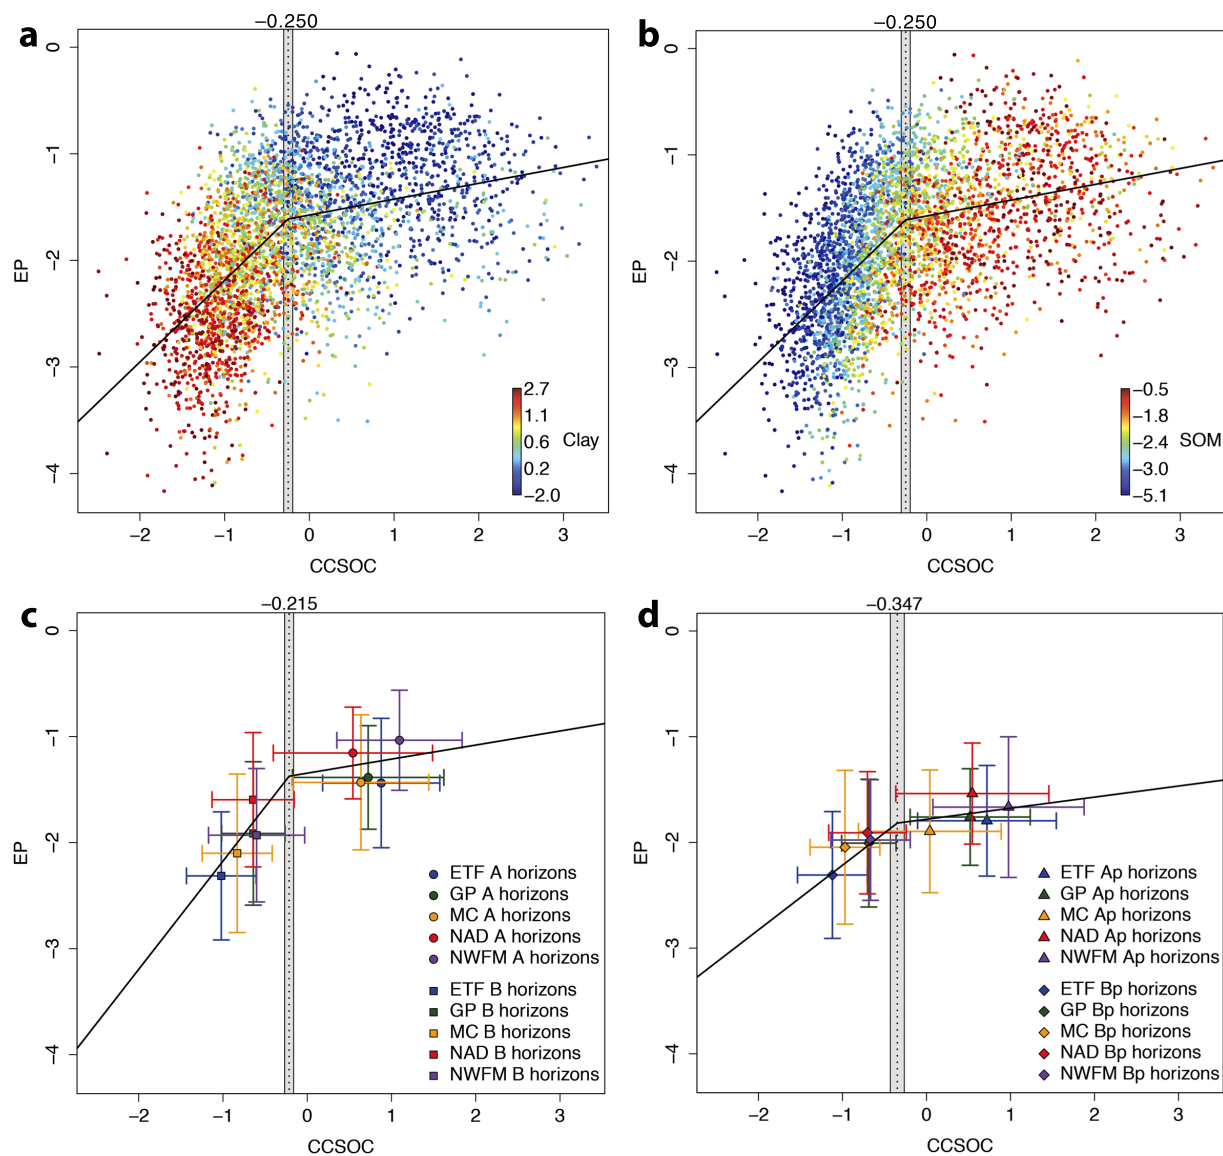 a
−0.250
0
−1
−2
−3
−4
EP
2.7
1.1
0.6
0.2
−2.0
Clay
−2
−1
0
1
2
3
CCSOC
b
−0.250
0
−1
−2
−3
−4
EP
−0.5
−1.8
−2.4
−3.0
−5.1
SOM
−2
−1
0
1
2
3
CCSOC
c
−0.215
0
−1
−2
−3
−4
EP
ETF A horizons
GP A horizons
MC A horizons
NAD A horizons
NWFM A horizons
ETF B horizons
GP B horizons
MC B horizons
NAD B horizons
NWFM B horizons
−2
−1
0
1
2
3
CCSOC
d
−0.347
0
−1
−2
−3
−4
EP
ETF Ap horizons
GP Ap horizons
MC Ap horizons
NAD Ap horizons
NWFM Ap horizons
ETF Bp horizons
GP Bp horizons
MC Bp horizons
NAD Bp horizons
NWFM Bp horizons
−2
−1
0
1
2
3
CCSOC